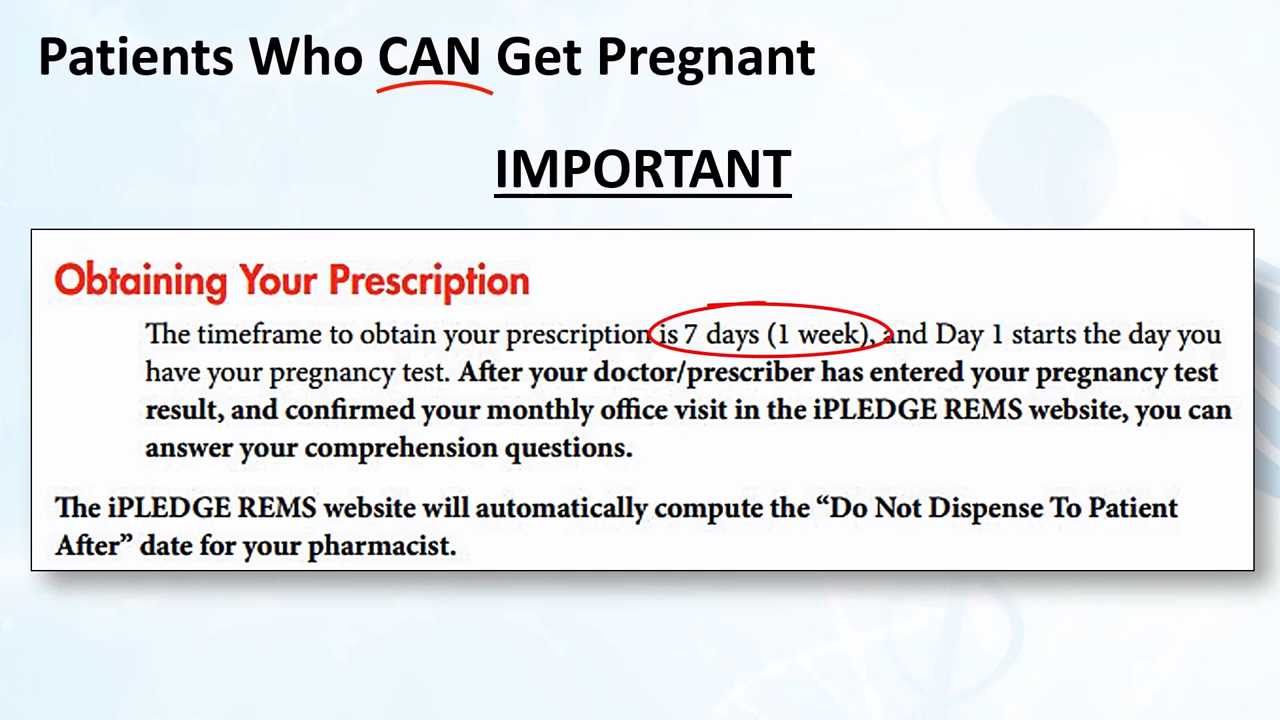 Patients Who CAN Get Pregnant
IMPORTANT
Obtaining Your Prescription
The timeframe to obtain your prescription is 7 days (1 week), and Day 1 starts the day you
have your pregnancy test. After your doctor/prescriber has entered your pregnancy test
result, and confirmed your monthly office visit in the iPLEDGE REMS website, you can
answer your comprehension questions.
The iPLEDGE REMS website will automatically compute the “Do Not Dispense To Patient
After” date for your pharmacist.